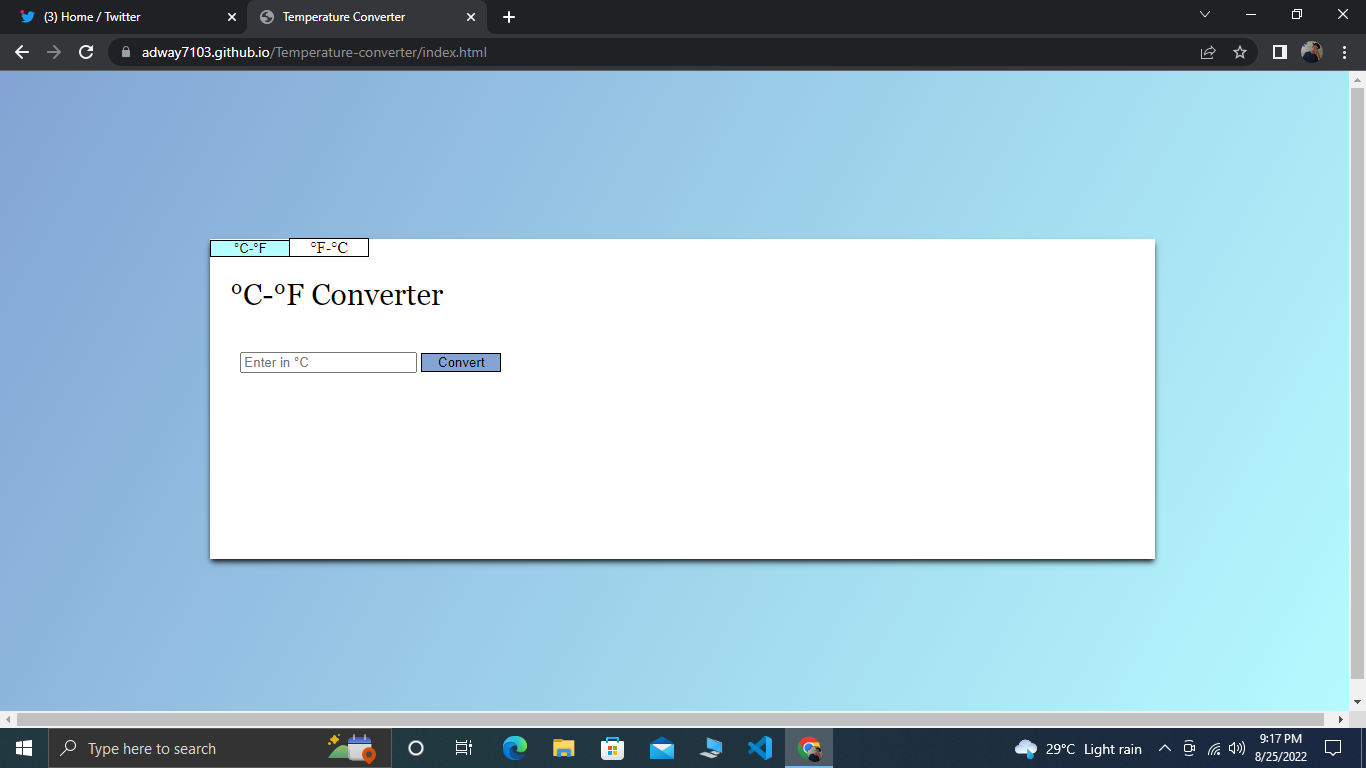 (3) Home / Twitter
Temperature Converter
adway7103.github.io/Temperature-converter/index.html
°C-°F
°F-°C
°C-°F Converter
Enter in °C
Convert
Type here to search
29°C Light rain
9:17 PM
8/25/2022